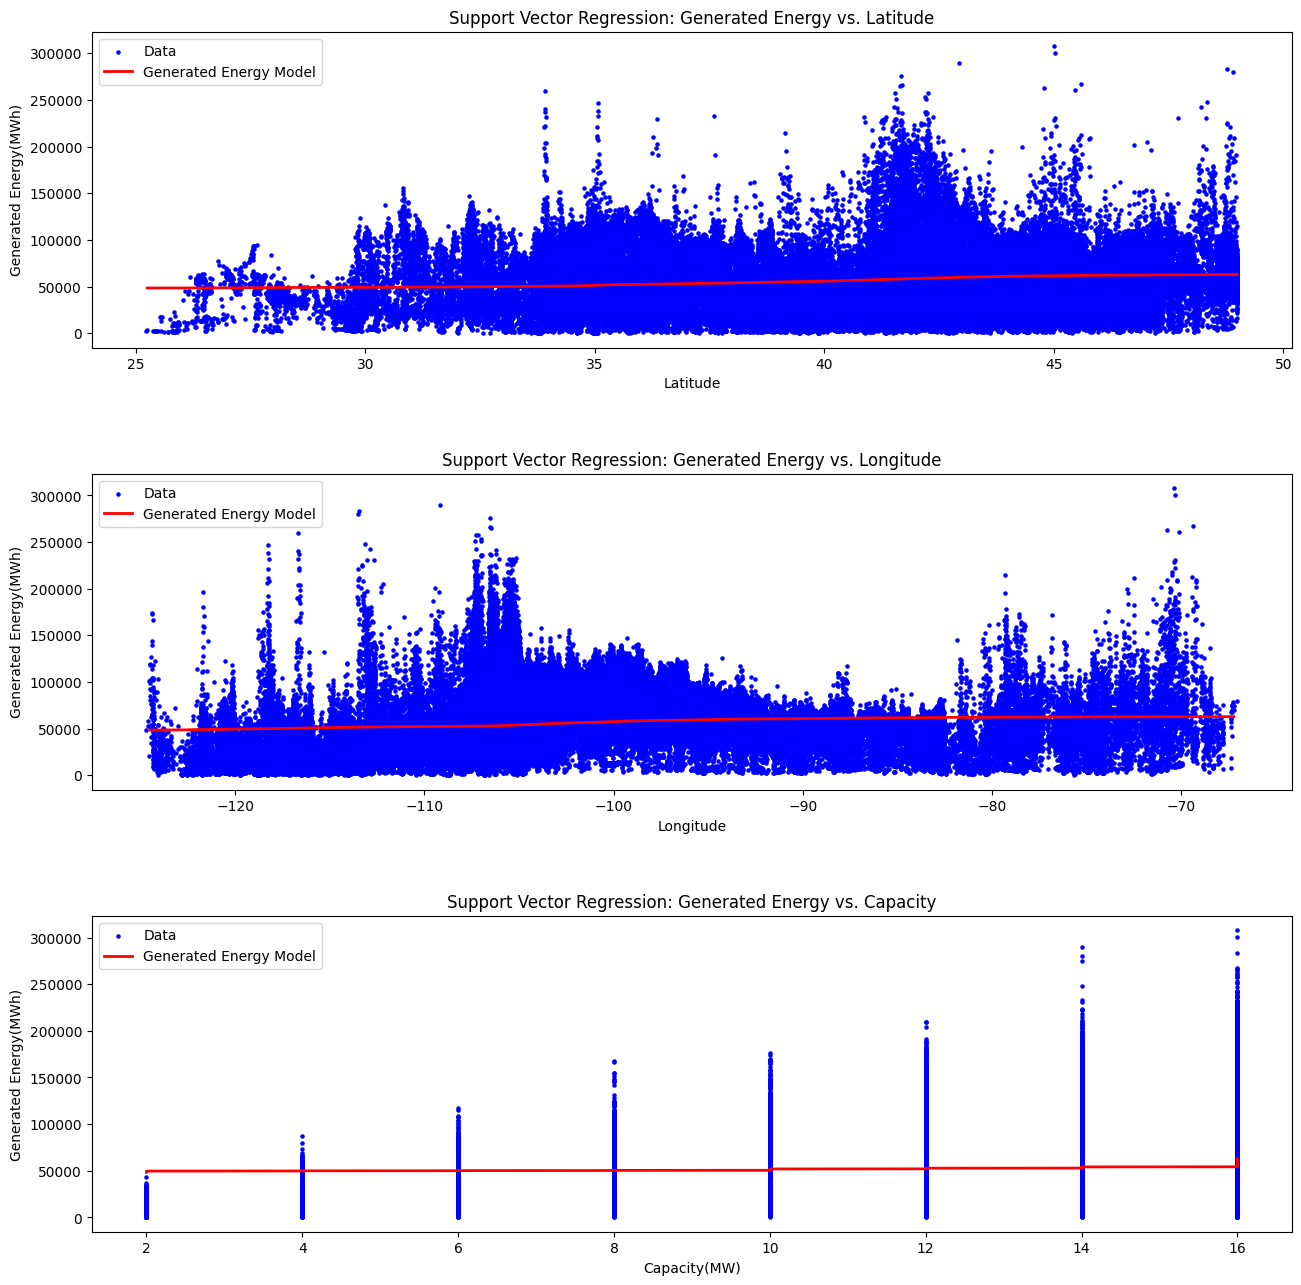 Support Vector Regression: Generated Energy vs. Latitude
Data
Generated Energy Model
300000
250000
200000
150000
100000
50000
0
Generated Energy(MWh)
25 30 35 40 45 50
Latitude
Support Vector Regression: Generated Energy vs. Longitude
Data
Generated Energy Model
300000
250000
200000
150000
100000
50000
0
Generated Energy(MWh)
−120 −110 −100 −90 −80 −70
Longitude
Support Vector Regression: Generated Energy vs. Capacity
Data
Generated Energy Model
300000
250000
200000
150000
100000
50000
0
Generated Energy(MWh)
2 4 6 8 10 12 14 16
Capacity(MW)